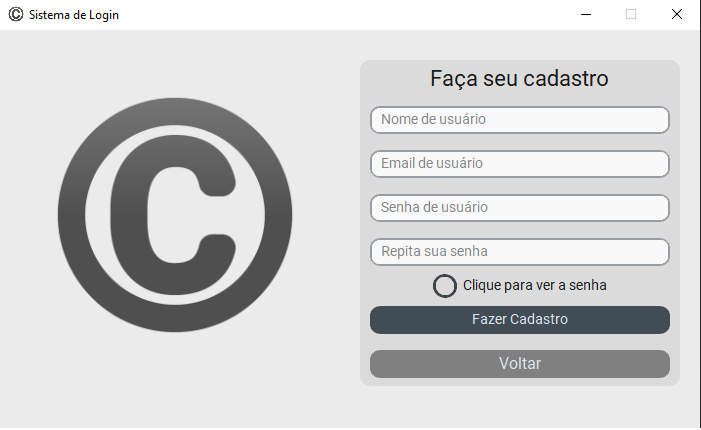 Sistema de Login
Faça seu cadastro
Nome de usuário
Email de usuário
Senha de usuário
Repita sua senha
Clique para ver a senha
Fazer Cadastro
Voltar